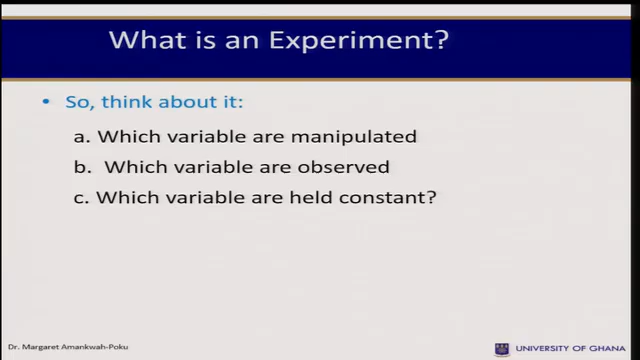 What is an Experiment?
• So, think about it:
a. Which variable are manipulated
b. Which variable are observed
c. Which variable are held constant?
Dr. Margaret Amankwah-Poku
UNIVERSITY OF GHANA